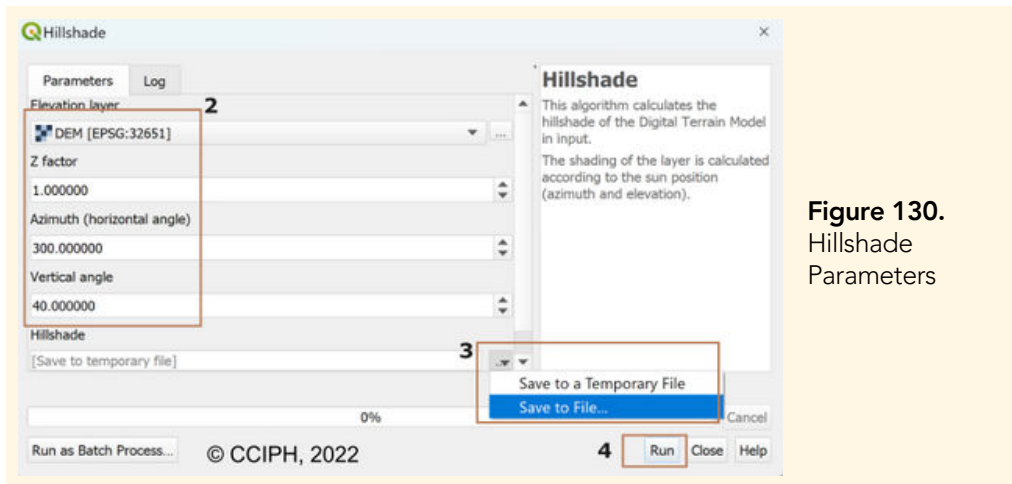 Hillshade
Parameters
Log
Elevation layer
2
DEM [EPSG:32651]
...
Z factor
1.000000
Azimuth (horizontal angle)
300.000000
Vertical angle
40.000000
Hillshade
[Save to temporary file]
3
Save to a Temporary File
Save to File...
0%
Cancel
Run as Batch Process...
© CCIPH, 2022
4
Run
Close
Help
Hillshade
This algorithm calculates the
hillshade of the Digital Terrain Model
in input.
The shading of the layer is calculated
according to the sun position
(azimuth and elevation).
Figure 130.
Hillshade
Parameters